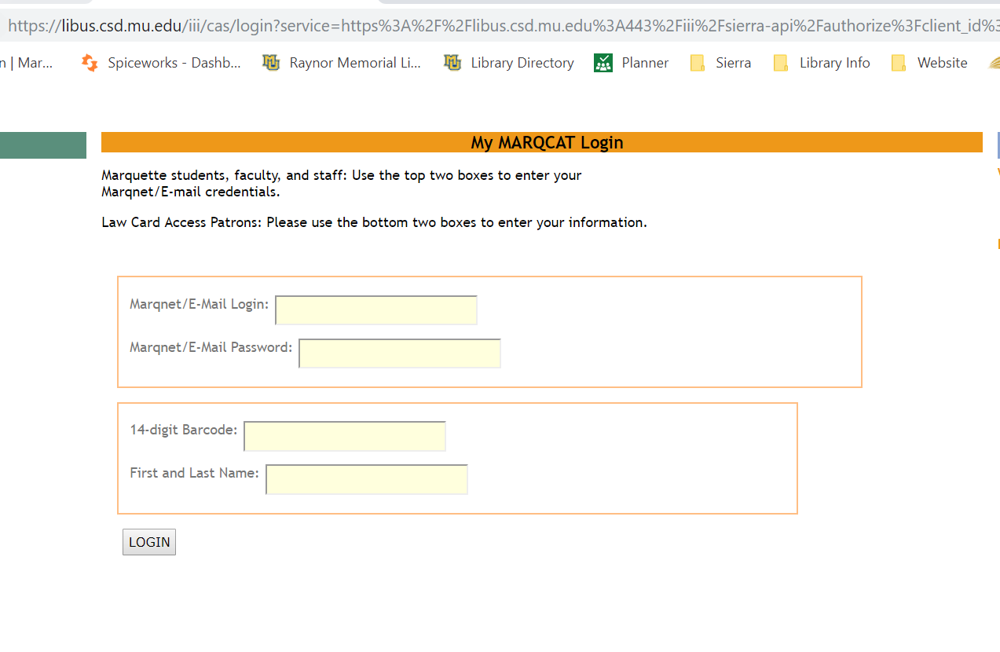 https://libus.csd.mu.edu/iii/cas/login?service=https%3A%2F%2Flibus.csd.mu.edu%3A443%2Fiii%2Fsierra-api%2Fauthorize%3Fclient_id%3
n | Mar... Spiceworks - Dashb... Raynor Memorial Li... Library Directory Planner Sierra Library Info Website
My MARQCAT Login
Marquette students, faculty, and staff: Use the top two boxes to enter your
Marqnet/E-mail credentials.
Law Card Access Patrons: Please use the bottom two boxes to enter your information.
Marqnet/E-Mail Login:
Marqnet/E-Mail Password:
14-digit Barcode:
First and Last Name:
LOGIN